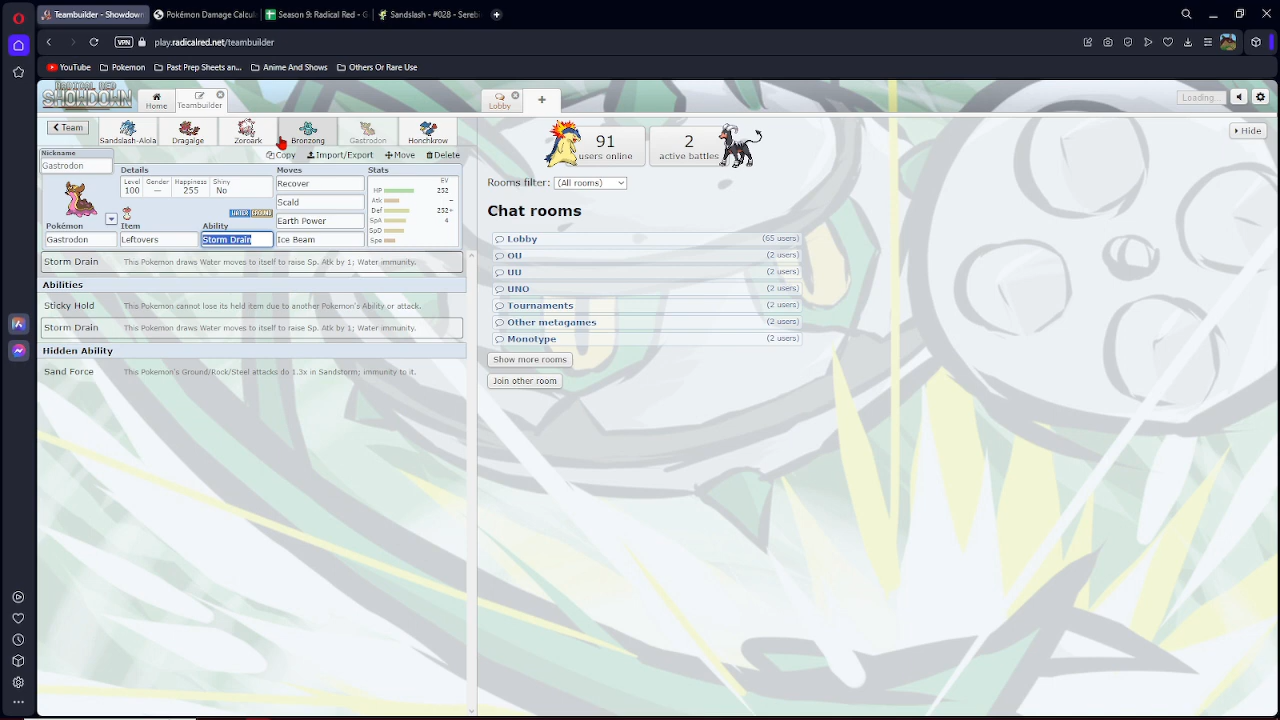 Teambuilder - Showdown
Pokémon Damage Calcul
Season 9: Radical Red - G
Sandslash - #028 - Serebi
VPN
play.radicalred.net/teambuilder
YouTube
Pokemon
Past Prep Sheets an...
Anime And Shows
Others Or Rare Use
RADICAL RED
SHOWDOWN
Home
Teambuilder
Lobby
Loading...
Team
Sandslash-Alola
Dragalge
Zoroark
Bronzong
Gastrodon
Honchkrow
Copy
Import/Export
Move
Delete
Nickname
Gastrodon
Details
Level
100
Gender
—
Happiness
255
Shiny
No
WATER
GROUND
Pokémon
Gastrodon
Item
Leftovers
Ability
Storm Drain
Moves
Recover
Scald
Earth Power
Ice Beam
Stats
EV
HP 252
Atk –
Def 252+
SpA 4
SpD
Spe
Storm Drain This Pokemon draws Water moves to itself to raise Sp. Atk by 1; Water immunity.
Abilities
Sticky Hold This Pokemon cannot lose its held item due to another Pokemon's Ability or attack.
Storm Drain This Pokemon draws Water moves to itself to raise Sp. Atk by 1; Water immunity.
Hidden Ability
Sand Force This Pokemon's Ground/Rock/Steel attacks do 1.3x in Sandstorm; immunity to it.
91
users online
2
active battles
Hide
Rooms filter: (All rooms)
Chat rooms
Lobby (65 users)
OU (2 users)
UU (2 users)
UNO (2 users)
Tournaments (2 users)
Other metagames (2 users)
Monotype (2 users)
Show more rooms
Join other room